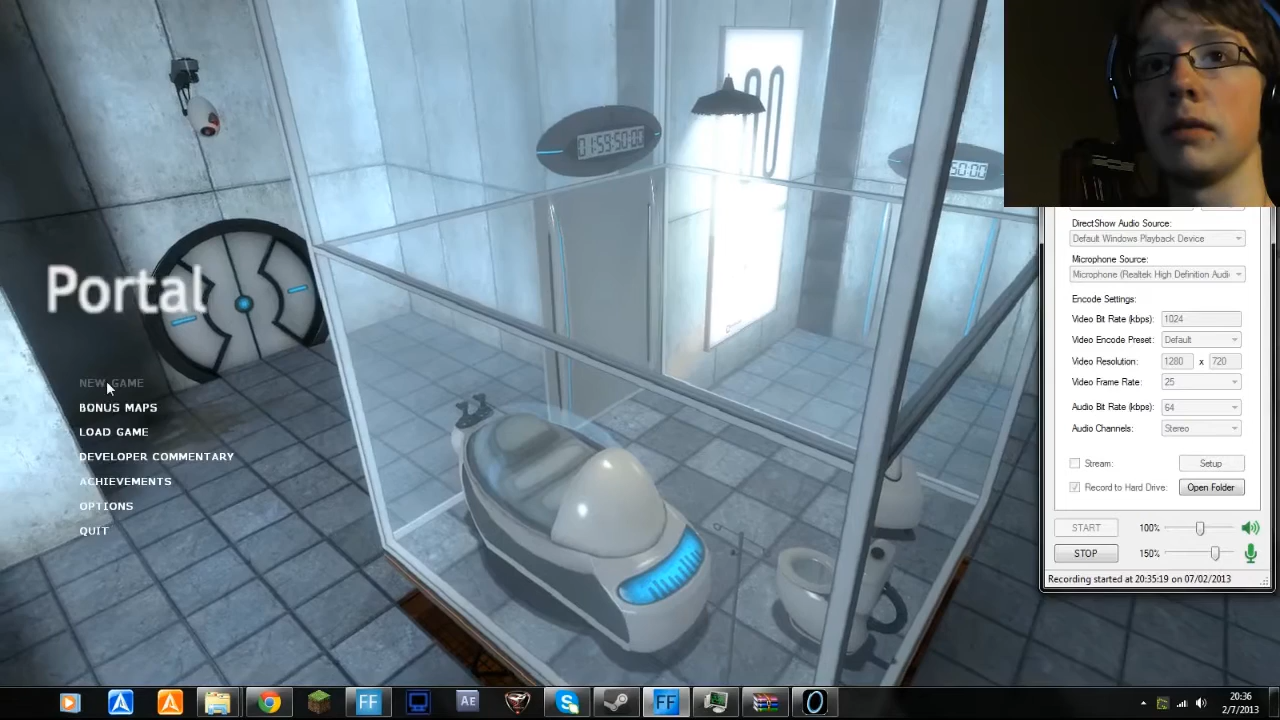 01:59:50:00
50:00
Portal
NEW GAME
BONUS MAPS
LOAD GAME
DEVELOPER COMMENTARY
ACHIEVEMENTS
OPTIONS
QUIT
DirectShow Audio Source:
Default Windows Playback Device
Microphone Source:
Microphone (Realtek High Definition Audi
Encode Settings:
Video Bit Rate (kbps): 1024
Video Encode Preset: Default
Video Resolution: 1280 x 720
Video Frame Rate: 25
Audio Bit Rate (kbps): 64
Audio Channels: Stereo
Stream: Setup
Record to Hard Drive: Open Folder
START 100%
STOP 150%
Recording started at 20:35:19 on 07/02/2013
FF AE FF
20:36
2/7/2013